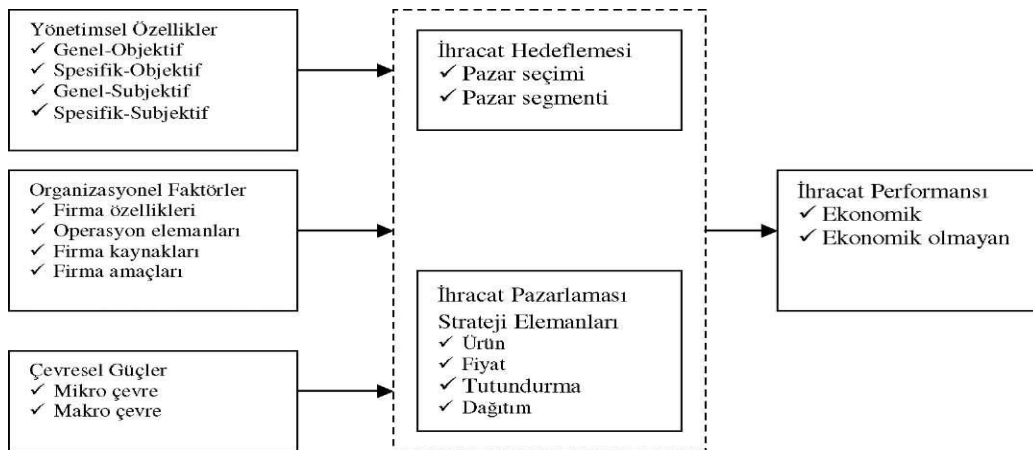 Yönetimsel Özellikler
✓ Genel-Objektif
✓ Spesifik-Objektif
✓ Genel-Subjektif
✓ Spesifik-Subjektif
Organizasyonel Faktörler
✓ Firma özellikleri
✓ Operasyon elemanları
✓ Firma kaynakları
✓ Firma amaçları
Çevresel Güçler
✓ Mikro çevre
✓ Makro çevre
İhracat Hedeflemesi
✓ Pazar seçimi
✓ Pazar segmenti
İhracat Pazarlaması
Strateji Elemanları
✓ Ürün
✓ Fiyat
✓ Tutundurma
✓ Dağıtım
İhracat Performansı
✓ Ekonomik
✓ Ekonomik olmayan